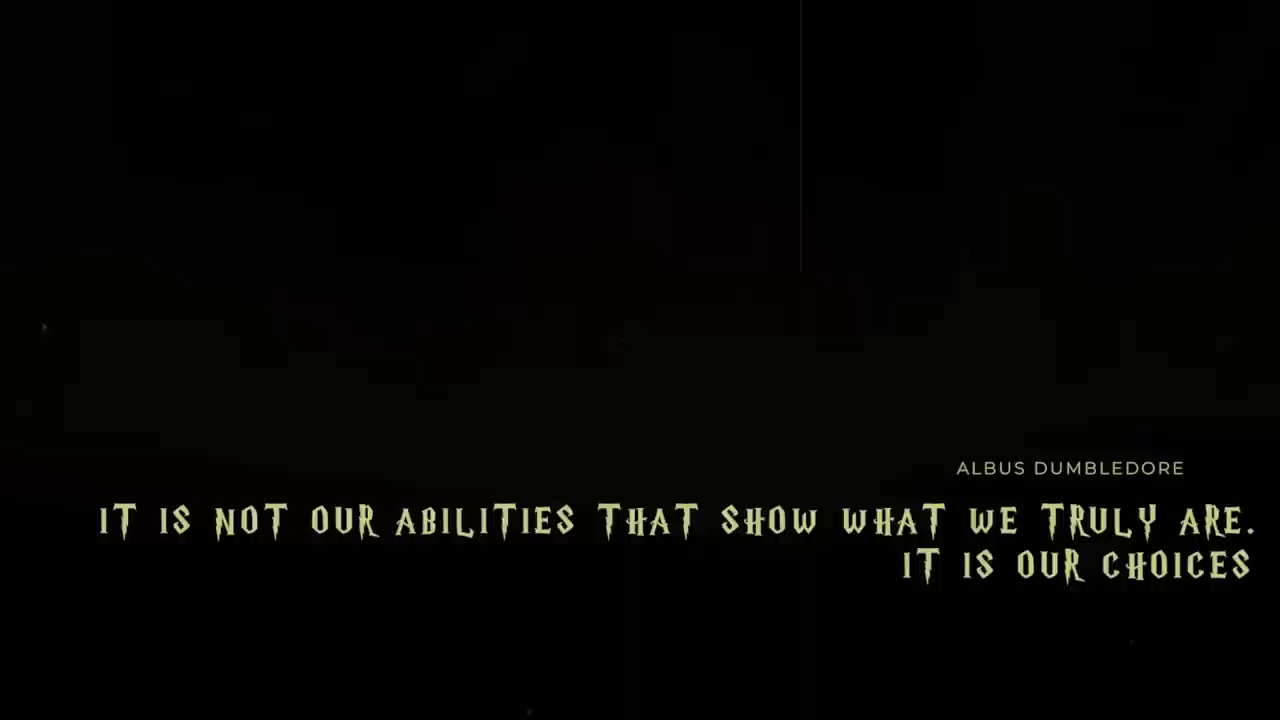 ALBUS DUMBLEDORE
IT IS NOT OUR ABILITIES THAT SHOW WHAT WE TRULY ARE.
IT IS OUR CHOICES